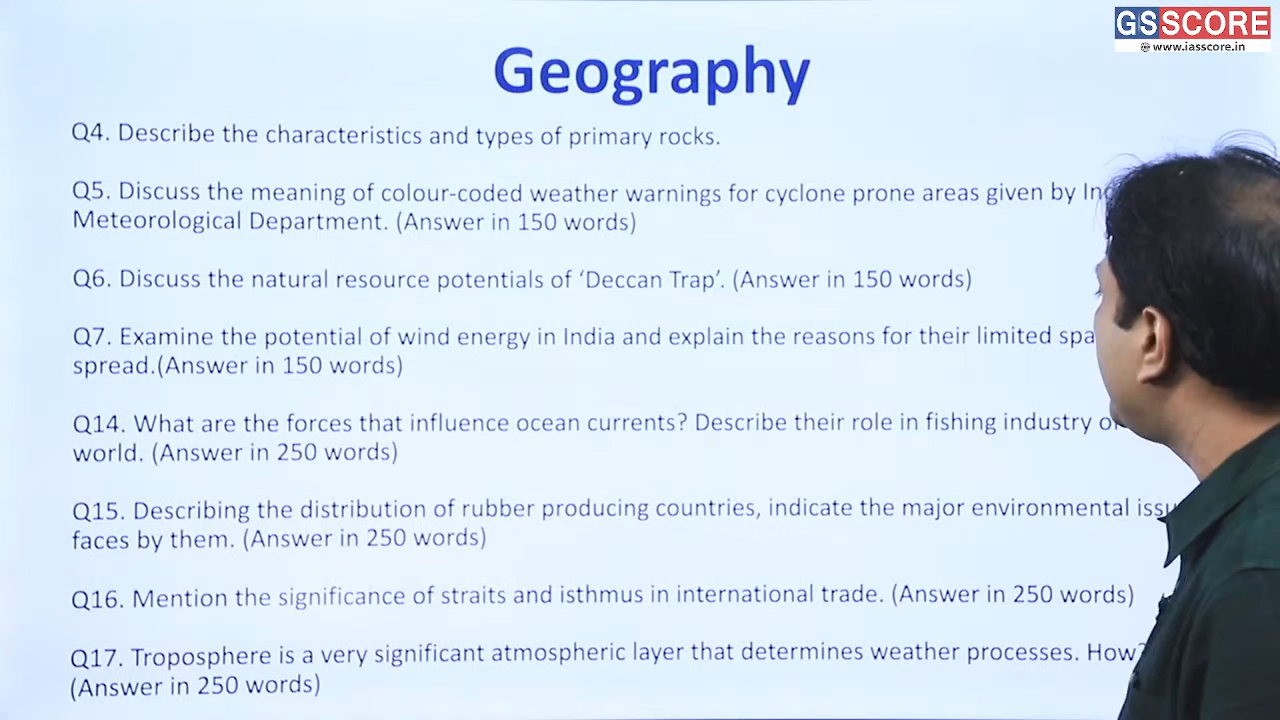 GSSCORE
www.iasscore.in
Geography
Q4. Describe the characteristics and types of primary rocks.
Q5. Discuss the meaning of colour-coded weather warnings for cyclone prone areas given by
Meteorological Department. (Answer in 150 words)
Q6. Discuss the natural resource potentials of ‘Deccan Trap’. (Answer in 150 words)
Q7. Examine the potential of wind energy in India and explain the reasons for their limited
spread.(Answer in 150 words)
Q14. What are the forces that influence ocean currents? Describe their role in fishing industry
world. (Answer in 250 words)
Q15. Describing the distribution of rubber producing countries, indicate the major environmental
faces by them. (Answer in 250 words)
Q16. Mention the significance of straits and isthmus in international trade. (Answer in 250 words)
Q17. Troposphere is a very significant atmospheric layer that determines weather processes. How?
(Answer in 250 words)